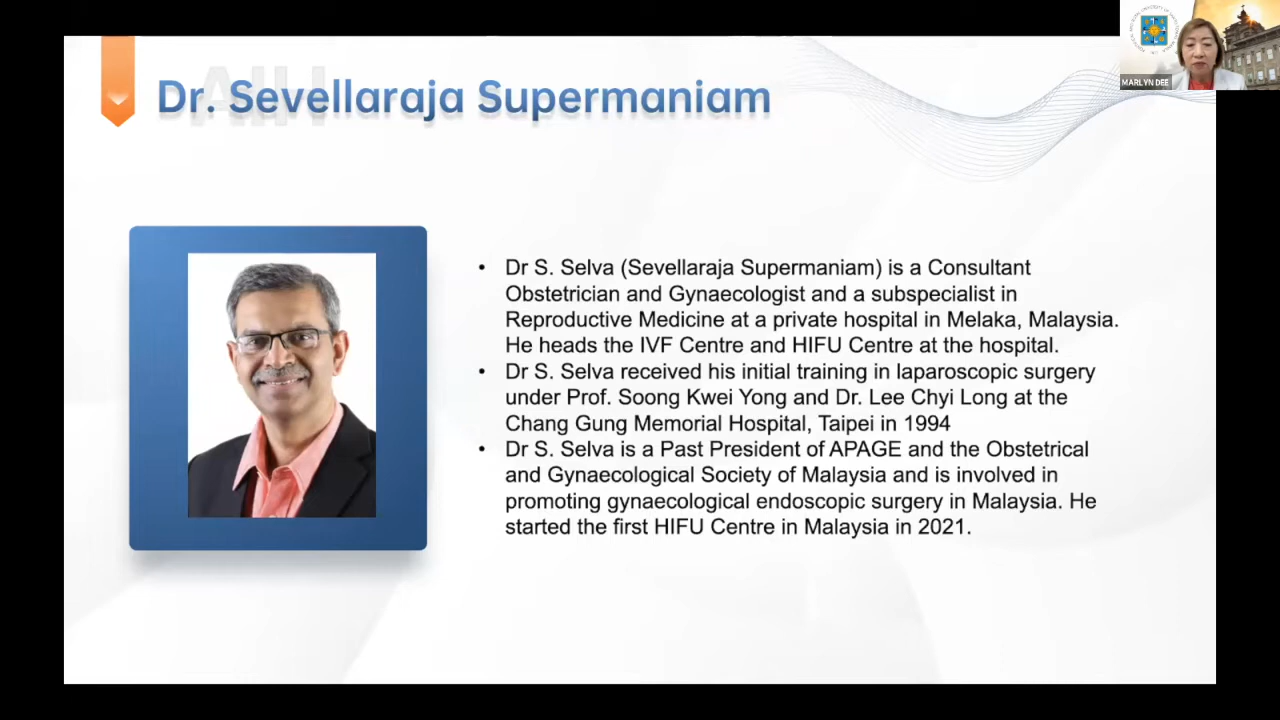 Dr. Sevellaraja Supermaniam
MARLYN DEE
• Dr S. Selva (Sevellaraja Supermaniam) is a Consultant
Obstetrician and Gynaecologist and a subspecialist in
Reproductive Medicine at a private hospital in Melaka, Malaysia.
He heads the IVF Centre and HIFU Centre at the hospital.
• Dr S. Selva received his initial training in laparoscopic surgery
under Prof. Soong Kwei Yong and Dr. Lee Chyi Long at the
Chang Gung Memorial Hospital, Taipei in 1994
• Dr S. Selva is a Past President of APAGE and the Obstetrical
and Gynaecological Society of Malaysia and is involved in
promoting gynaecological endoscopic surgery in Malaysia. He
started the first HIFU Centre in Malaysia in 2021.